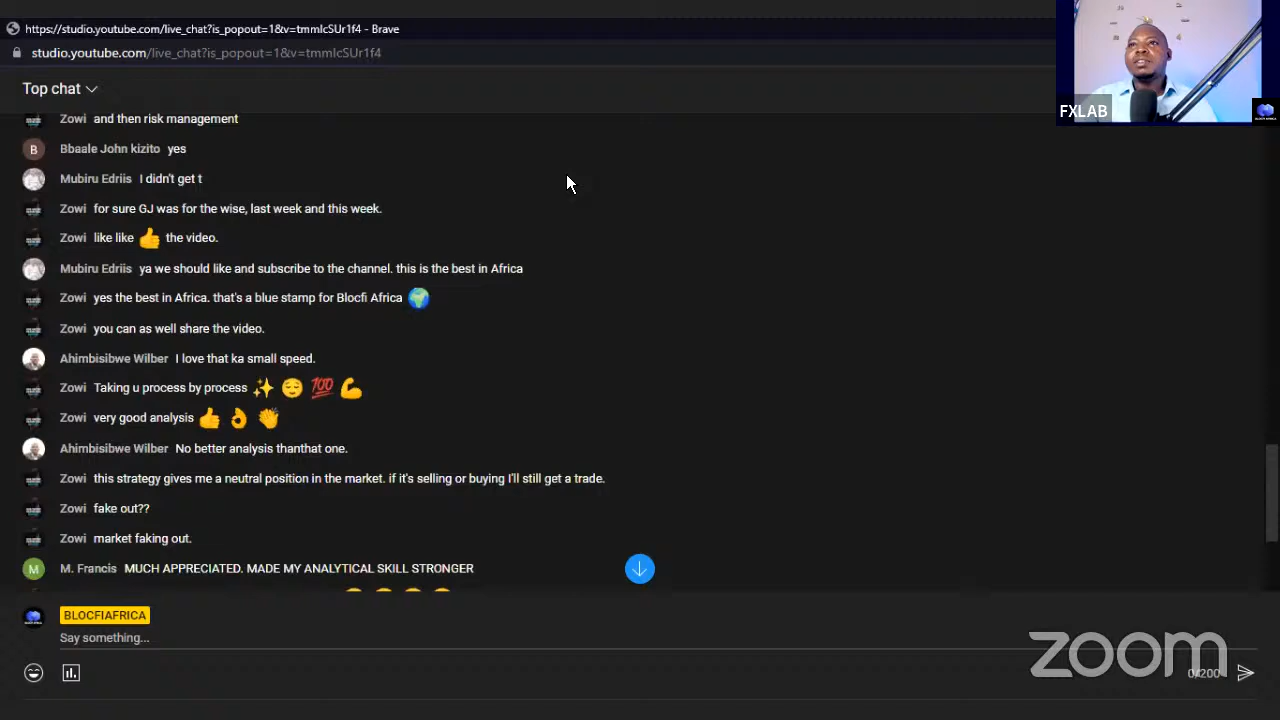 https://studio.youtube.com/live_chat?is_popout=1&v=tmmIcSUr1f4 - Brave
studio.youtube.com/live_chat?is_popout=1&v=tmmIcSUr1f4
Top chat
FXLAB
Zowi and then risk management
B Bbaale John kizito yes
Mubiru Edriis I didn't get t
Zowi for sure GJ was for the wise, last week and this week.
Zowi like like 👍 the video.
Mubiru Edriis ya we should like and subscribe to the channel. this is the best in Africa
Zowi yes the best in Africa. that's a blue stamp for Blocfi Africa 🌍
Zowi you can as well share the video.
Ahimbisibwe Wilber I love that ka small speed.
Zowi Taking u process by process ✨ 😌 💯 💪
Zowi very good analysis 👍 👌 👏
Ahimbisibwe Wilber No better analysis thanthat one.
Zowi this strategy gives me a neutral position in the market. if it's selling or buying I'll still get a trade.
Zowi fake out??
Zowi market faking out.
M M. Francis MUCH APPRECIATED. MADE MY ANALYTICAL SKILL STRONGER
BLOCFIAFRICA
Say something...
zoom
0/200